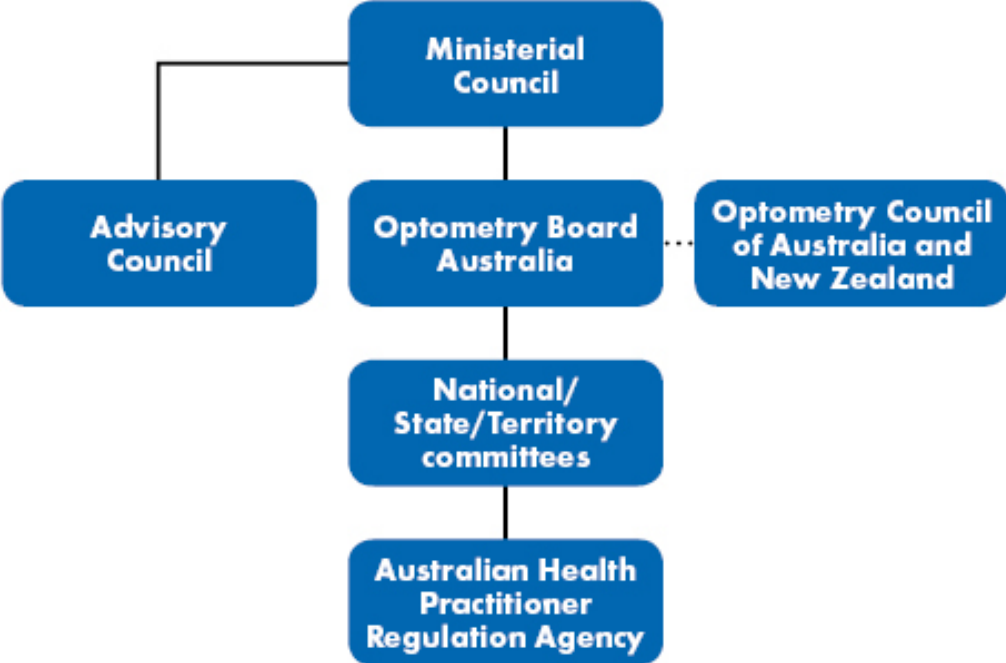 Ministerial
Council
Advisory
Council
Optometry Board
Australia
Optometry Council
of Australia and
New Zealand
National/
State/Territory
committees
Australian Health
Practitioner
Regulation Agency